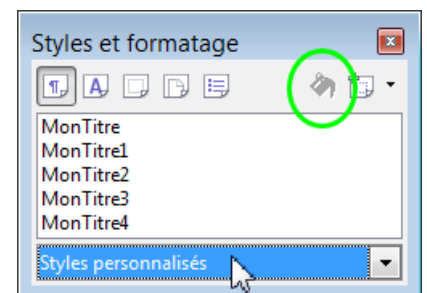 Styles et formatage
MonTitre
MonTitre1
MonTitre2
MonTitre3
MonTitre4
Styles personnalisés